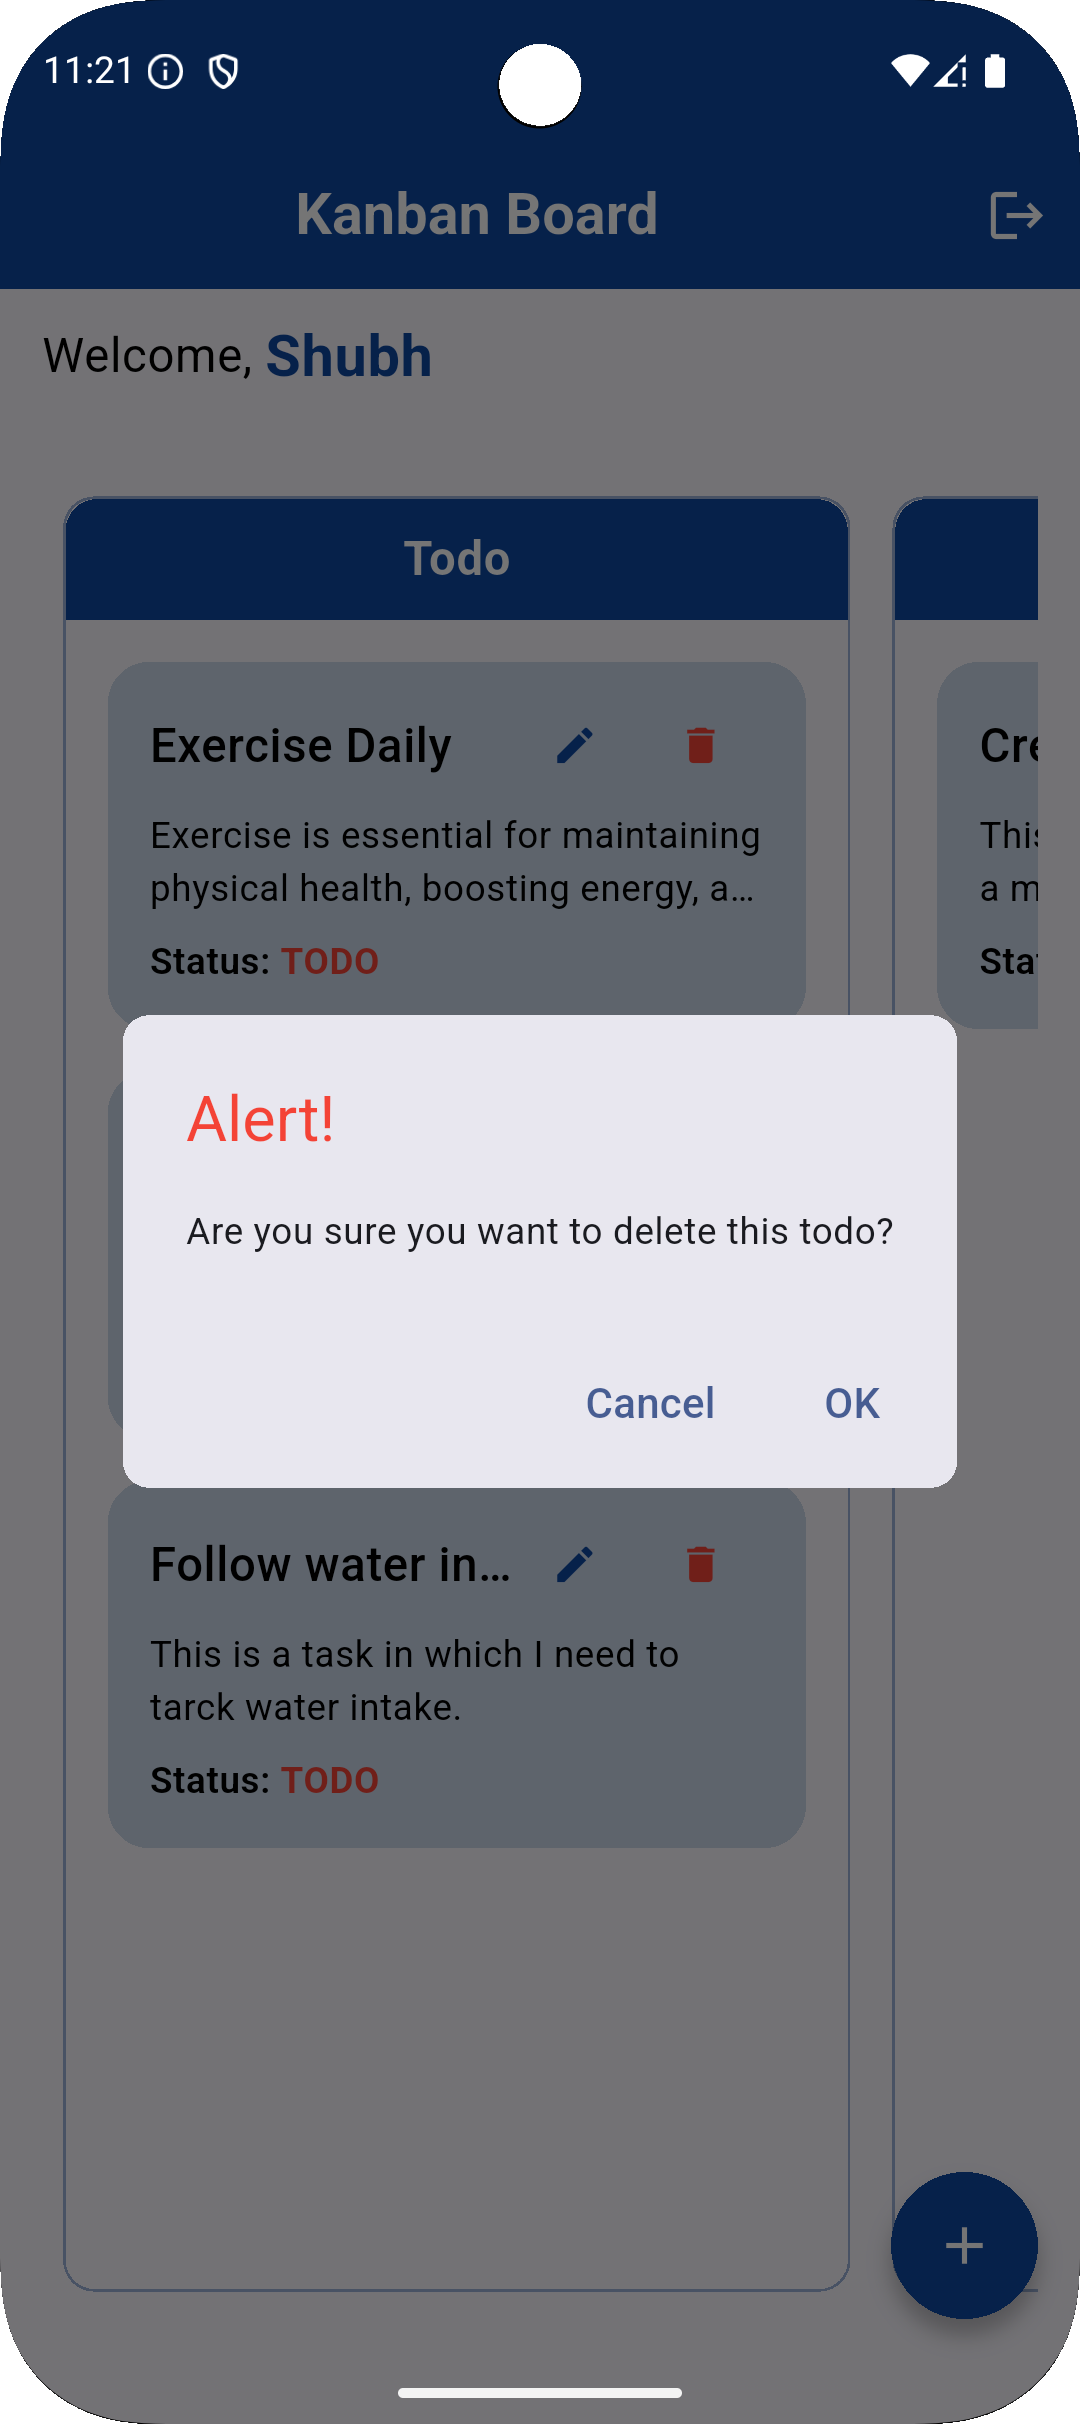 11:21
Kanban Board
Welcome, Shubh
Todo
Exercise Daily
Exercise is essential for maintaining
physical health, boosting energy, a...
Status: TODO
Cre
This
a m
Stat
Alert!
Are you sure you want to delete this todo?
Cancel OK
Follow water in...
This is a task in which I need to
tarck water intake.
Status: TODO